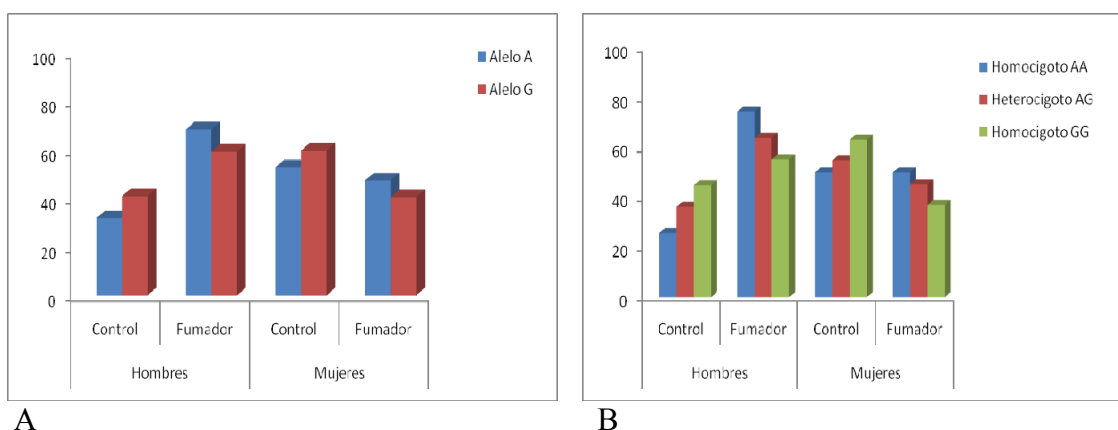 100
80
60
40
20
0
Alelo A
Alelo G
Control Fumador Control Fumador
Hombres Mujeres
A
100
80
60
40
20
0
Homocigoto AA
Heterocigoto AG
Homocigoto GG
Control Fumador Control Fumador
Hombres Mujeres
B